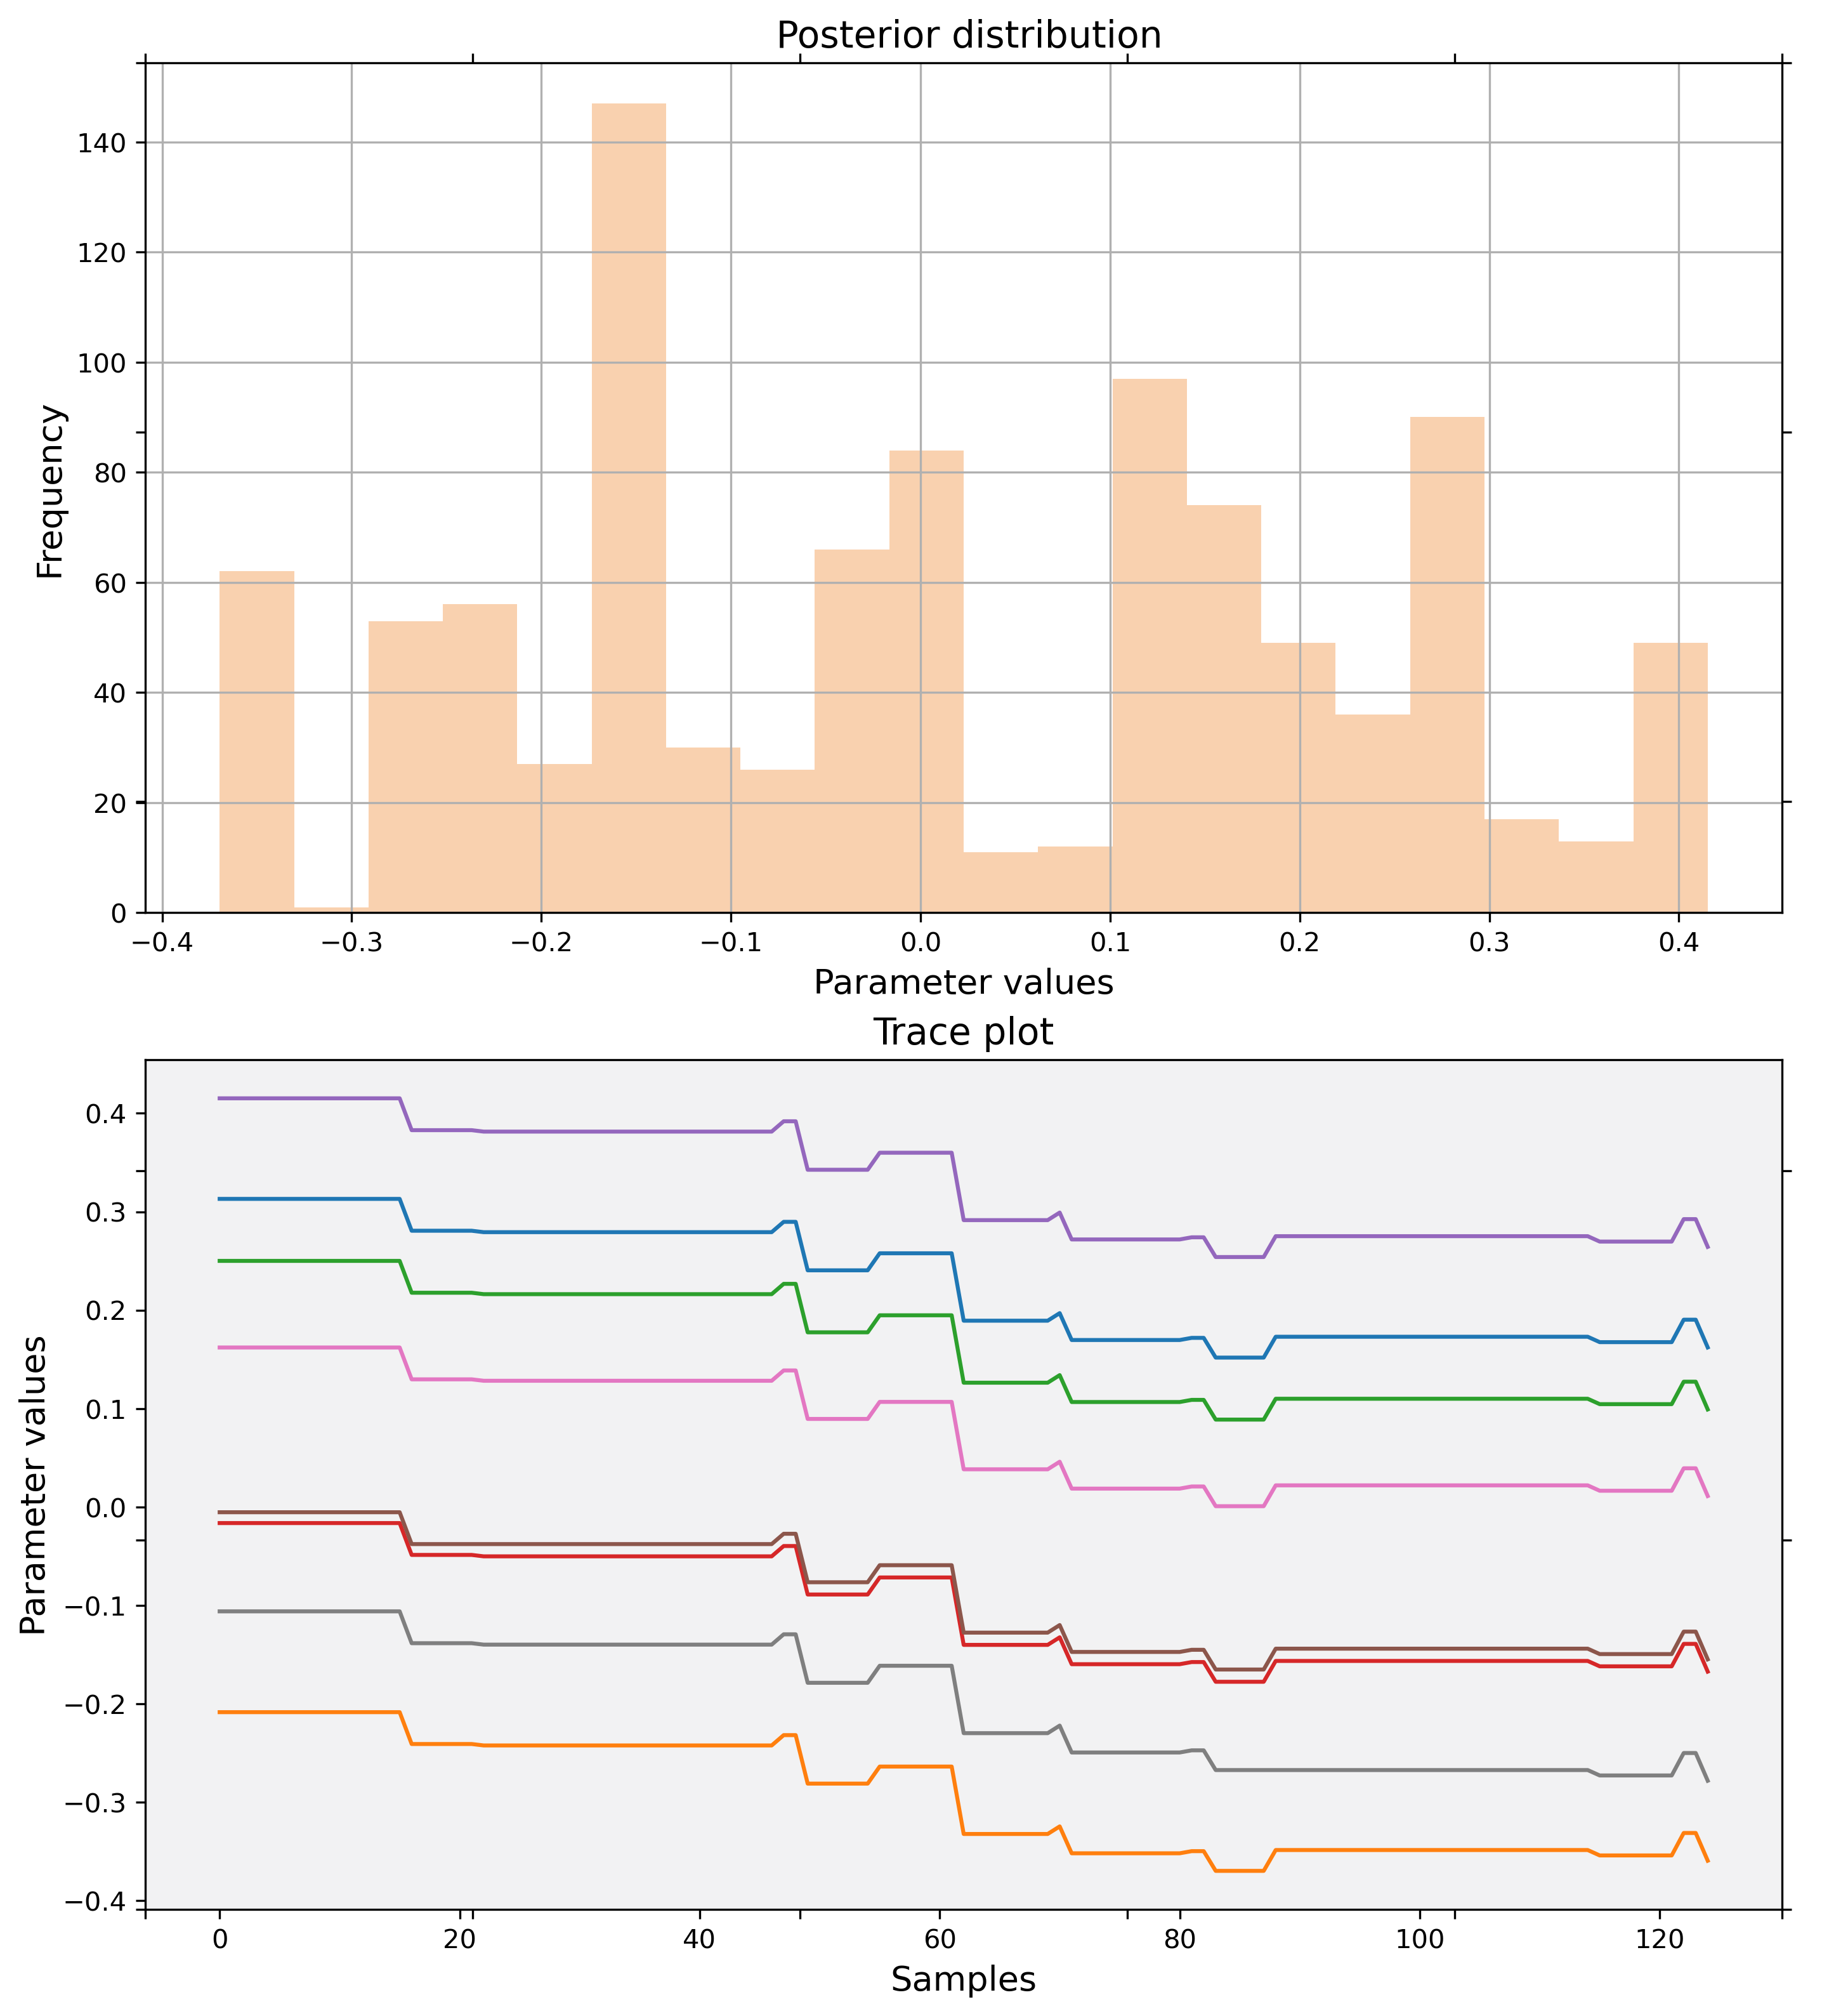 Posterior distribution
140
120
100
80
60
40
20
0
Frequency
−0.4 −0.3 −0.2 −0.1 0.0 0.1 0.2 0.3 0.4
Parameter values
Trace plot
0.4
0.3
0.2
0.1
0.0
−0.1
−0.2
−0.3
−0.4
Parameter values
0 20 40 60 80 100 120
Samples